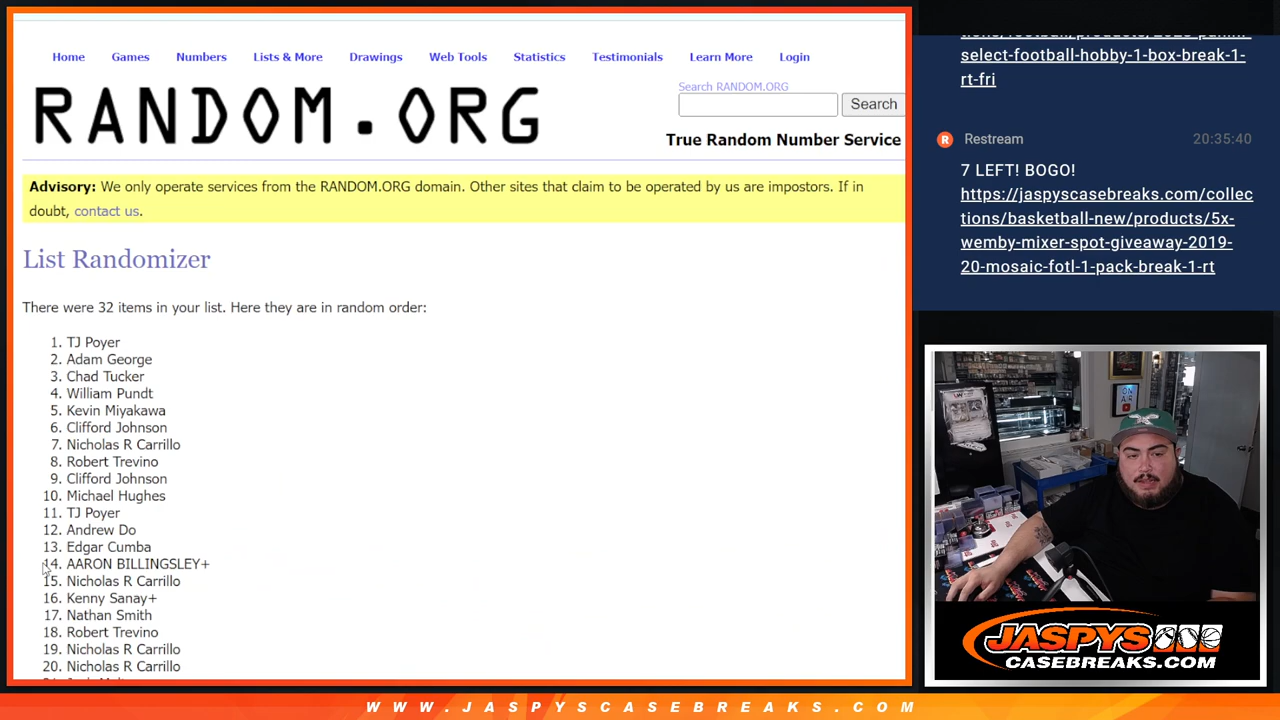 Home Games Numbers Lists & More Drawings Web Tools Statistics Testimonials Learn More Login
RANDOM.ORG
Search RANDOM.ORG
Search
True Random Number Service
Advisory: We only operate services from the RANDOM.ORG domain. Other sites that claim to be operated by us are impostors. If in
doubt, contact us.
List Randomizer
There were 32 items in your list. Here they are in random order:
1. TJ Poyer
2. Adam George
3. Chad Tucker
4. William Pundt
5. Kevin Miyakawa
6. Clifford Johnson
7. Nicholas R Carrillo
8. Robert Trevino
9. Clifford Johnson
10. Michael Hughes
11. TJ Poyer
12. Andrew Do
13. Edgar Cumba
14. AARON BILLINGSLEY+
15. Nicholas R Carrillo
16. Kenny Sanay+
17. Nathan Smith
18. Robert Trevino
19. Nicholas R Carrillo
20. Nicholas R Carrillo
select-football-hobby-1-box-break-1-
rt-fri
Restream 20:35:40
7 LEFT! BOGO!
https://jaspyscasebreaks.com/collec
tions/basketball-new/products/5x-
wemby-mixer-spot-giveaway-2019-
20-mosaic-fotl-1-pack-break-1-rt
ON
AIR
JASPYS
CASEBREAKS.COM
WWW.JASPYSCASEBREAKS.COM